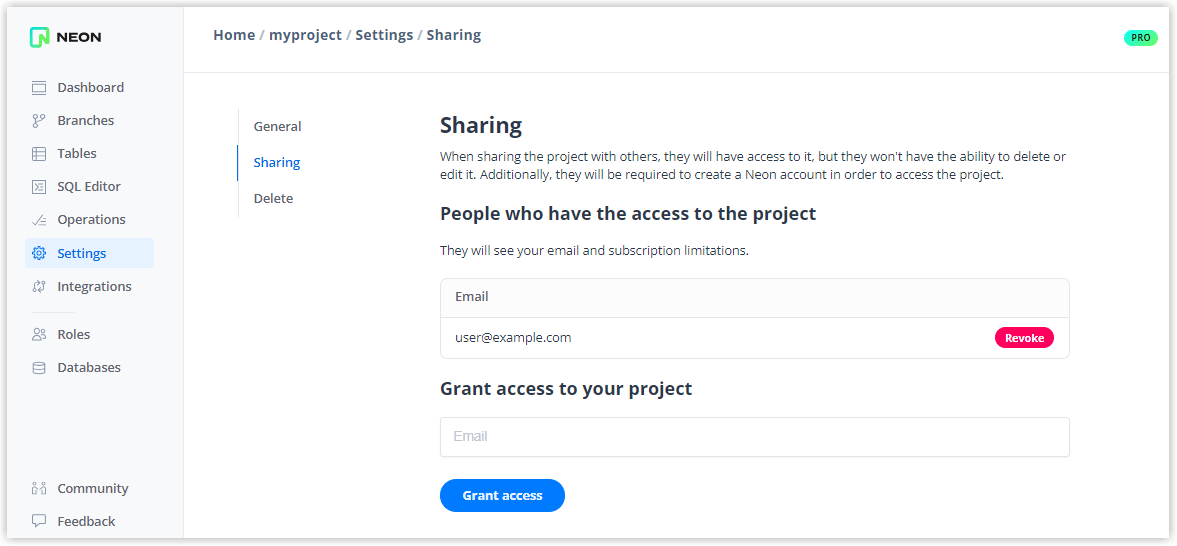 NEON
Home / myproject / Settings / Sharing
PRO
Dashboard
Branches
Tables
SQL Editor
Operations
Settings
Integrations
Roles
Databases
Community
Feedback
General
Sharing
Delete
Sharing
When sharing the project with others, they will have access to it, but they won't have the ability to delete or
edit it. Additionally, they will be required to create a Neon account in order to access the project.
People who have the access to the project
They will see your email and subscription limitations.
Email
user@example.com
Revoke
Grant access to your project
Email
Grant access